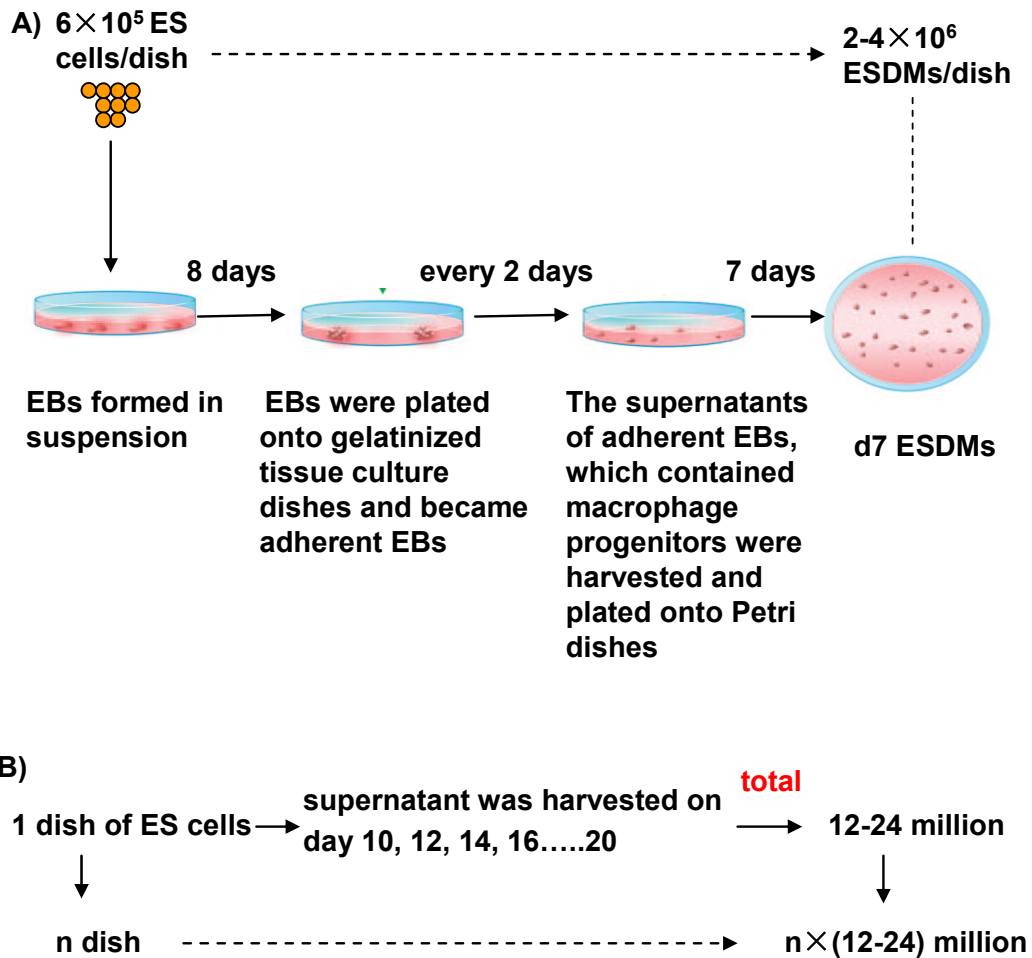 A) 6×10⁵ ES
cells/dish
2-4×10⁶
ESDMs/dish
8 days
every 2 days
7 days
EBs formed in
suspension
EBs were plated
onto gelatinized
tissue culture
dishes and became
adherent EBs
The supernatants
of adherent EBs,
which contained
macrophage
progenitors were
harvested and
plated onto Petri
dishes
d7 ESDMs
B)
1 dish of ES cells
supernatant was harvested on
day 10, 12, 14, 16…..20
total
12-24 million
n dish
n×(12-24) million